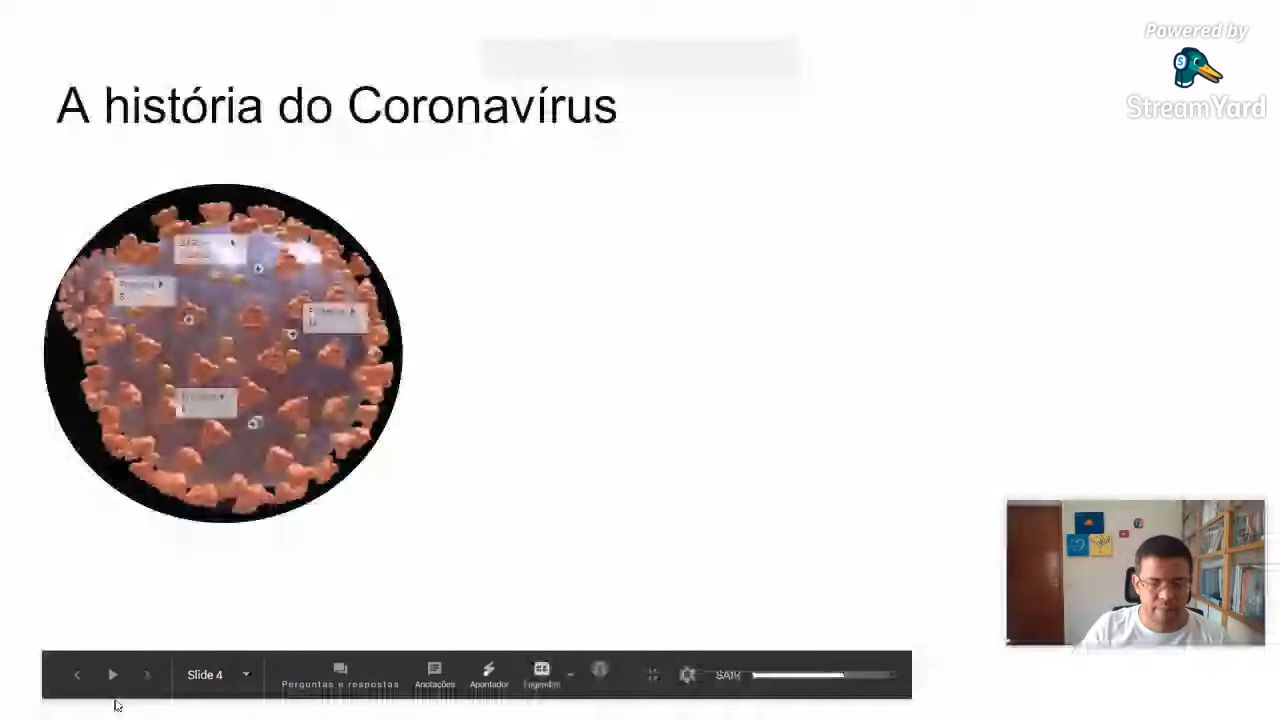 Powered by
StreamYard
A história do Coronavírus
Slide 4
Perguntas e respostas
Anotações
Apontador
SAIR